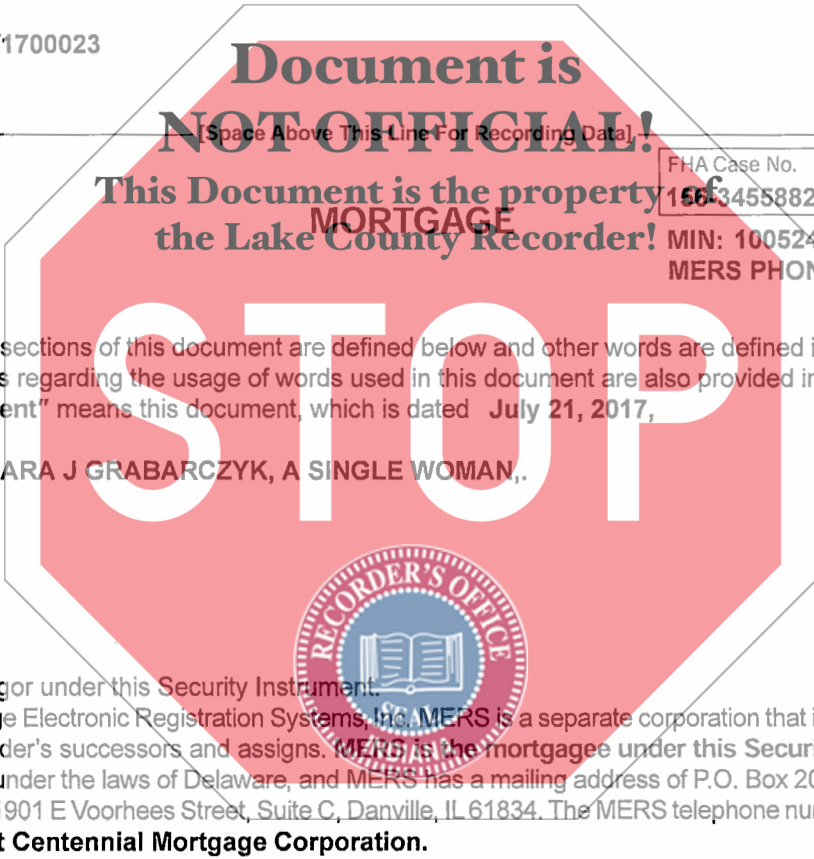 1700023
Document is
NOT OFFICIAL!
[Space Above This Line For Recording Data]
FHA Case No.
156-3455882
This Document is the property of
MORTGAGE
the Lake County Recorder!
MIN: 100524
MERS PHON
sections of this document are defined below and other words are defined i
s regarding the usage of words used in this document are also provided in
ent" means this document, which is dated July 21, 2017,
STOP
ARA J GRABARCZYK, A SINGLE WOMAN,.
RECORDER'S OFFICE
SEAL
gor under this Security Instrument.
e Electronic Registration Systems, Inc. MERS is a separate corporation that i
der's successors and assigns. MERS is the mortgagee under this Securi
under the laws of Delaware, and MERS has a mailing address of P.O. Box 20
1901 E Voorhees Street, Suite C, Danville, IL 61834. The MERS telephone nu
t Centennial Mortgage Corporation.